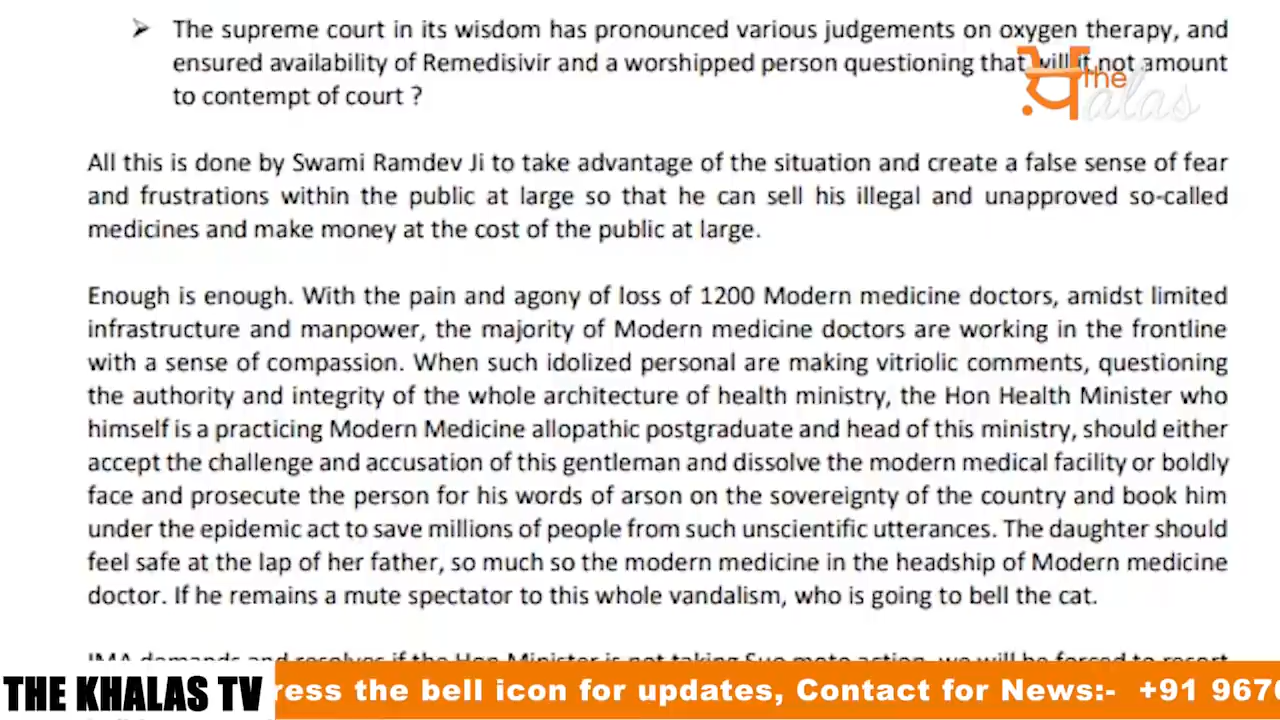 ➢ The supreme court in its wisdom has pronounced various judgements on oxygen therapy, and
ensured availability of Remedisivir and a worshipped person questioning that will it not amount
to contempt of court ?
the
ख़
alas
All this is done by Swami Ramdev Ji to take advantage of the situation and create a false sense of fear
and frustrations within the public at large so that he can sell his illegal and unapproved so-called
medicines and make money at the cost of the public at large.
Enough is enough. With the pain and agony of loss of 1200 Modern medicine doctors, amidst limited
infrastructure and manpower, the majority of Modern medicine doctors are working in the frontline
with a sense of compassion. When such idolized personal are making vitriolic comments, questioning
the authority and integrity of the whole architecture of health ministry, the Hon Health Minister who
himself is a practicing Modern Medicine allopathic postgraduate and head of this ministry, should either
accept the challenge and accusation of this gentleman and dissolve the modern medical facility or boldly
face and prosecute the person for his words of arson on the sovereignty of the country and book him
under the epidemic act to save millions of people from such unscientific utterances. The daughter should
feel safe at the lap of her father, so much so the modern medicine in the headship of Modern medicine
doctor. If he remains a mute spectator to this whole vandalism, who is going to bell the cat.
IMA demands and resolves if the Hon Minister is not taking Suo moto action, we will be forced to resort
THE KHALAS TV
ress the bell icon for updates, Contact for News:- +91 9670